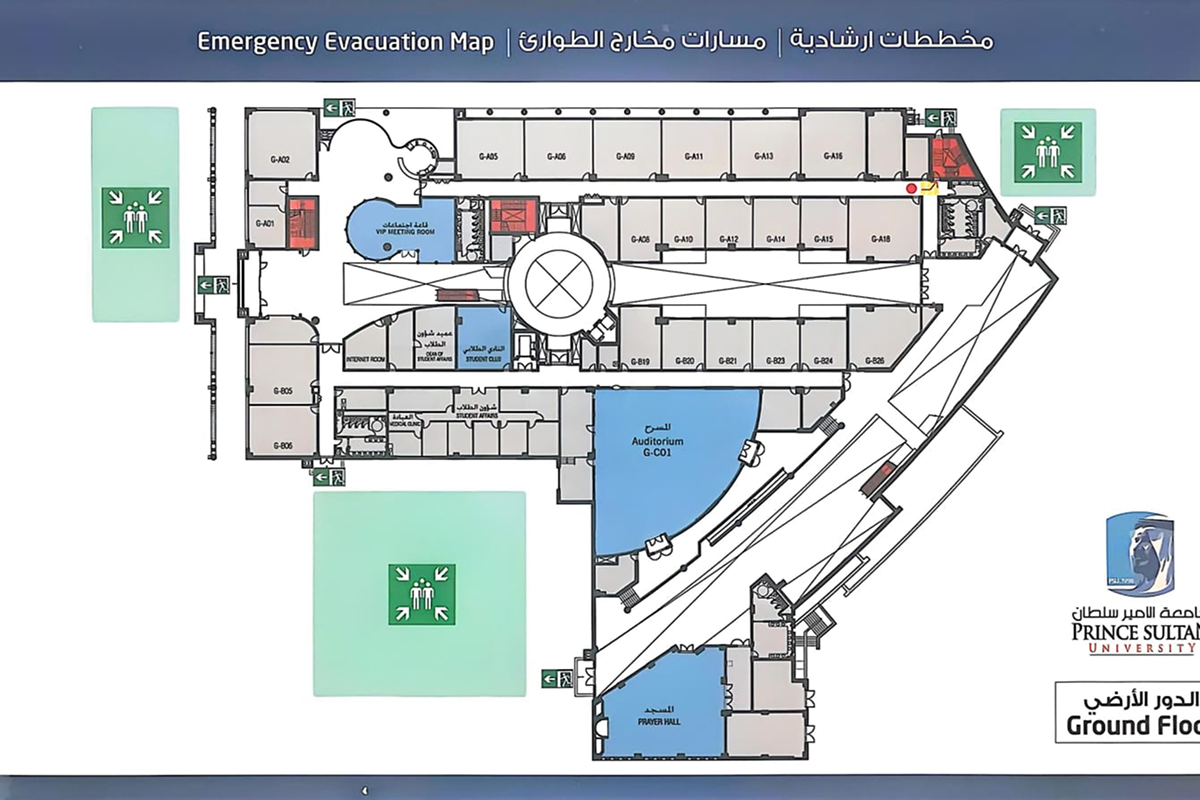 Emergency Evacuation Map | مسارات مخارج الطوارئ | مخططات ارشادية
G-A02
G-A05
G-A06
G-A09
G-A11
G-A13
G-A16
G-A01
قاعة اجتماعات
VIP MEETING ROOM
G-A08
G-A10
G-A12
G-A14
G-A15
G-A18
INTERNET ROOM
عميد شؤون
الطلاب
DEAN OF
STUDENT AFFAIRS
النادي الطلابي
STUDENT CLUB
G-B19
G-B20
G-B21
G-B23
G-B24
G-B26
G-B05
G-B06
العيادة
MEDICAL CLINIC
شؤون الطلاب
STUDENT AFFAIRS
المسرح
Auditorium
G-C01
المسجد
PRAYER HALL
جامعة الامير سلطان
PRINCE SULTAN
UNIVERSITY
الدور الأرضي
Ground Floo